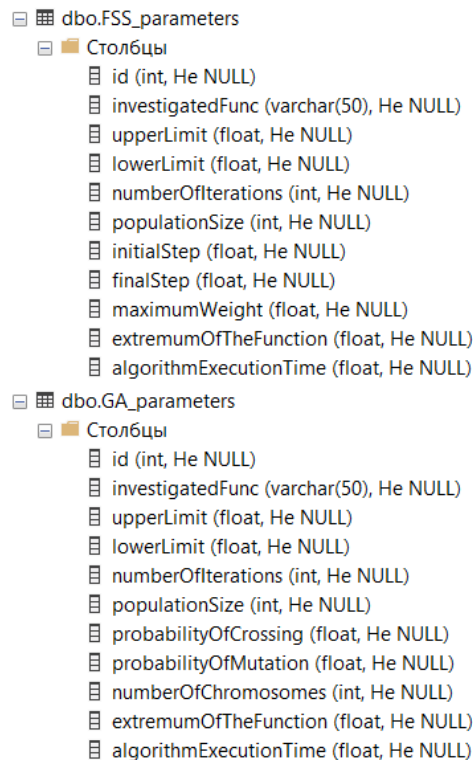 dbo.FSS_parameters
Столбцы
id (int, Не NULL)
investigatedFunc (varchar(50), Не NULL)
upperLimit (float, Не NULL)
lowerLimit (float, Не NULL)
numberOfIterations (int, Не NULL)
populationSize (int, Не NULL)
initialStep (float, Не NULL)
finalStep (float, Не NULL)
maximumWeight (float, Не NULL)
extremumOfTheFunction (float, Не NULL)
algorithmExecutionTime (float, Не NULL)
dbo.GA_parameters
Столбцы
id (int, Не NULL)
investigatedFunc (varchar(50), Не NULL)
upperLimit (float, Не NULL)
lowerLimit (float, Не NULL)
numberOfIterations (int, Не NULL)
populationSize (int, Не NULL)
probabilityOfCrossing (float, Не NULL)
probabilityOfMutation (float, Не NULL)
numberOfChromosomes (int, Не NULL)
extremumOfTheFunction (float, Не NULL)
algorithmExecutionTime (float, Не NULL)